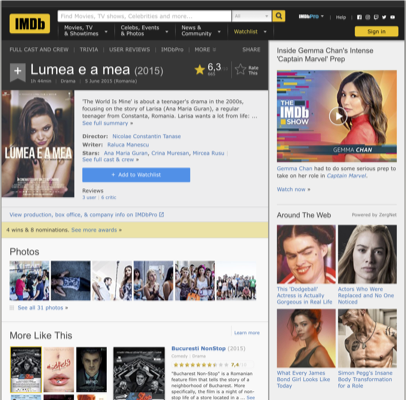 IMDb
Find Movies, TV shows, Celebrities and more...
All
IMDbPro
Help
Movies, TV
& Showtimes
Celebs, Events
& Photos
News &
Community
Watchlist
Sign in
FULL CAST AND CREW | TRIVIA | USER REVIEWS | IMDbPro | MORE
SHARE
Lumea e a mea (2015)
1h 44min | Drama | 5 June 2015 (Romania)
6,3
Rate
This
LUMEA E A MEA
'The World Is Mine' is about a teenager's drama in the 2000s,
focusing on the story of Larisa (Ana Maria Guran), a regular
teenager from Constanta, Romania. Larisa wants a lot from life: ...
See full summary »
Director: Nicolae Constantin Tanase
Writer: Raluca Manescu
Stars: Ana Maria Guran, Crina Muresan, Mircea Rusu
See full cast & crew »
+ Add to Watchlist
Reviews
3 user | 6 critic
View production, box office, & company info on IMDbPro
4 wins & 8 nominations. See more awards »
Photos
See all 31 photos »
More Like This
Learn more
Bucuresti NonStop (2015)
Comedy | Drama
7,4
"Bucharest NonStop" is a Romanian
feature film that tells the story of a
neighborhood of Bucharest. More
specifically, the film is a night of non-
stop life of a store located in a ... See
Inside Gemma Chan's Intense
'Captain Marvel' Prep
THE
IMDb
SHOW
GEMMA CHAN
Gemma Chan had to do some serious prep to
take on her role in Captain Marvel.
Watch now »
Around The Web
Powered by ZergNet
This 'Dodgeball'
Actress is Actually
Gorgeous in Real Life
Actors Who Were
Replaced and No One
Noticed
What Every James
Bond Girl Looks Like
Today
Simon Pegg's Insane
Body Transformation
for a Role